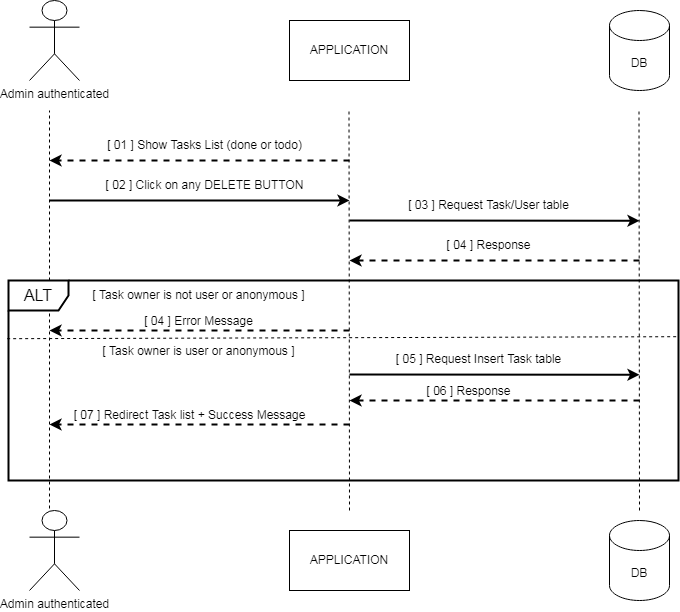 Admin authenticated
APPLICATION
DB
[ 01 ] Show Tasks List (done or todo)
[ 02 ] Click on any DELETE BUTTON
[ 03 ] Request Task/User table
[ 04 ] Response
ALT
[ Task owner is not user or anonymous ]
[ 04 ] Error Message
[ Task owner is user or anonymous ]
[ 05 ] Request Insert Task table
[ 06 ] Response
[ 07 ] Redirect Task list + Success Message
Admin authenticated
APPLICATION
DB